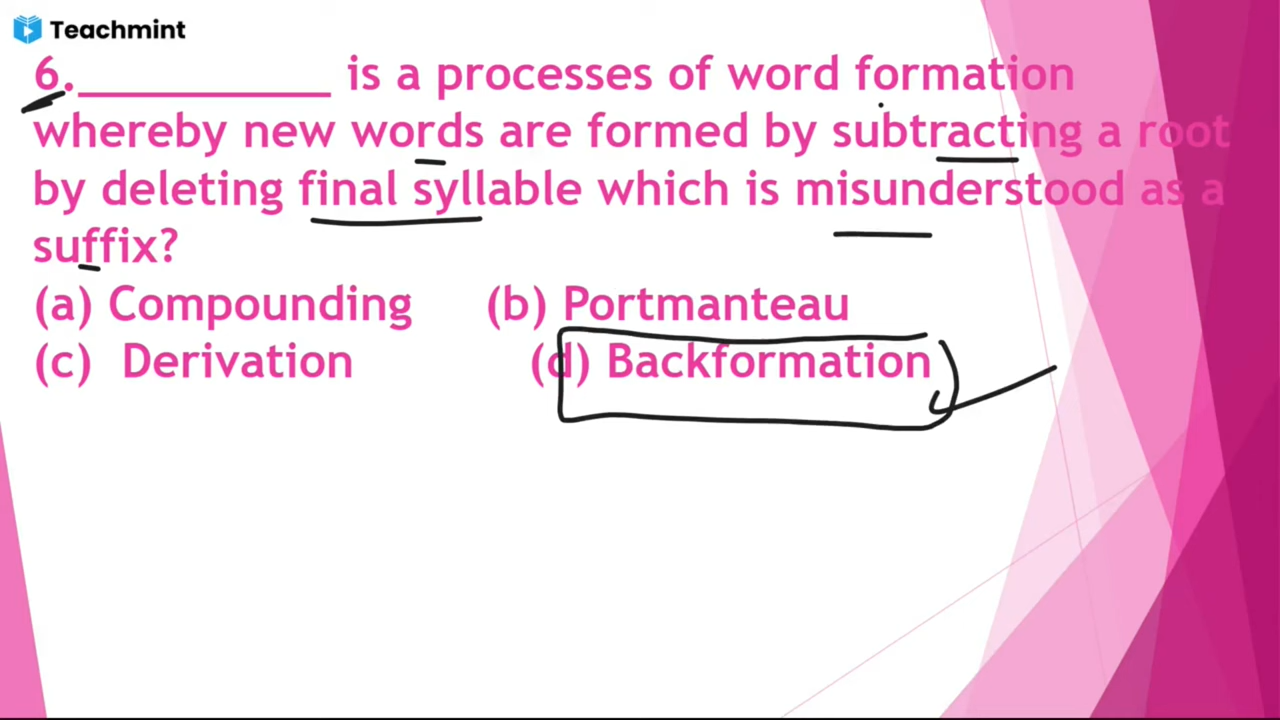 Teachmint
6.___________ is a processes of word formation
whereby new words are formed by subtracting a root
by deleting final syllable which is misunderstood as a
suffix?
(a) Compounding (b) Portmanteau
(c) Derivation (d) Backformation